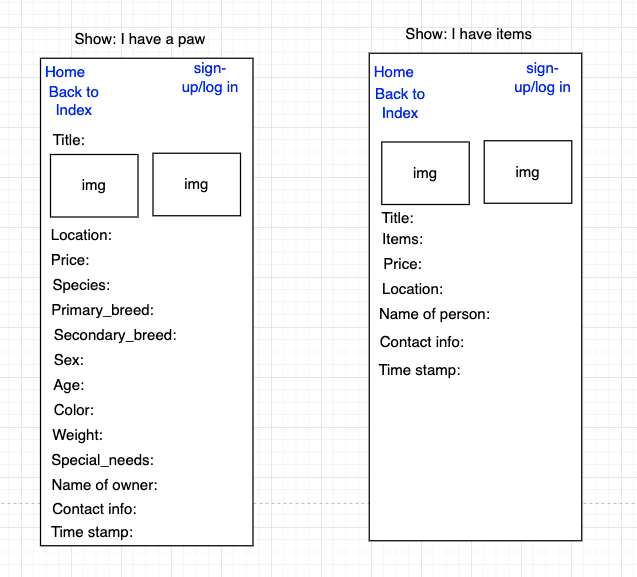 Show: I have a paw
Home
sign-
up/log in
Back to
Index
Title:
img
img
Location:
Price:
Species:
Primary_breed:
Secondary_breed:
Sex:
Age:
Color:
Weight:
Special_needs:
Name of owner:
Contact info:
Time stamp:
Show: I have items
Home
sign-
up/log in
Back to
Index
img
img
Title:
Items:
Price:
Location:
Name of person:
Contact info:
Time stamp: